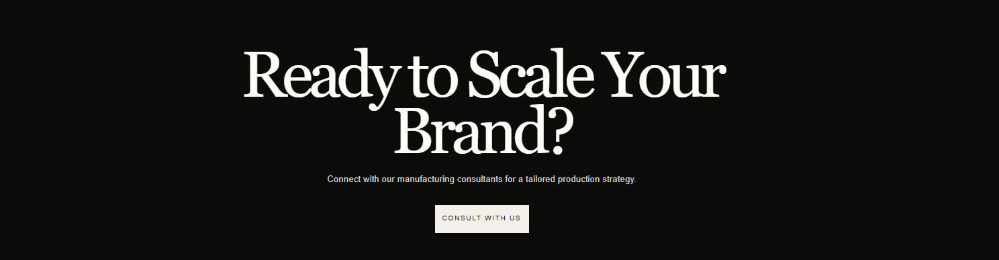 Ready to Scale Your
Brand?
Connect with our manufacturing consultants for a tailored production strategy.
CONSULT WITH US